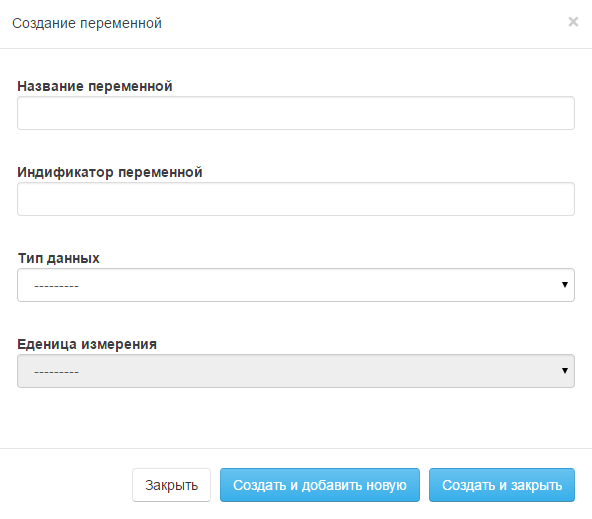 Создание переменной
×
Название переменной
Индификатор переменной
Тип данных
---------
Еденица измерения
---------
Закрыть Создать и добавить новую Создать и закрыть